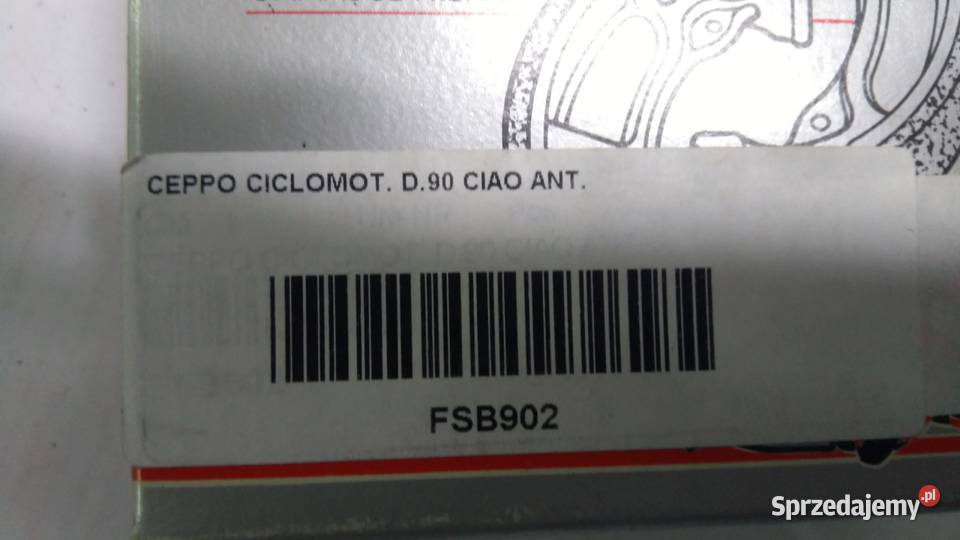 CEPPO CICLOMOT. D.90 CIAO ANT.
FSB902
Sprzedajemy.pl